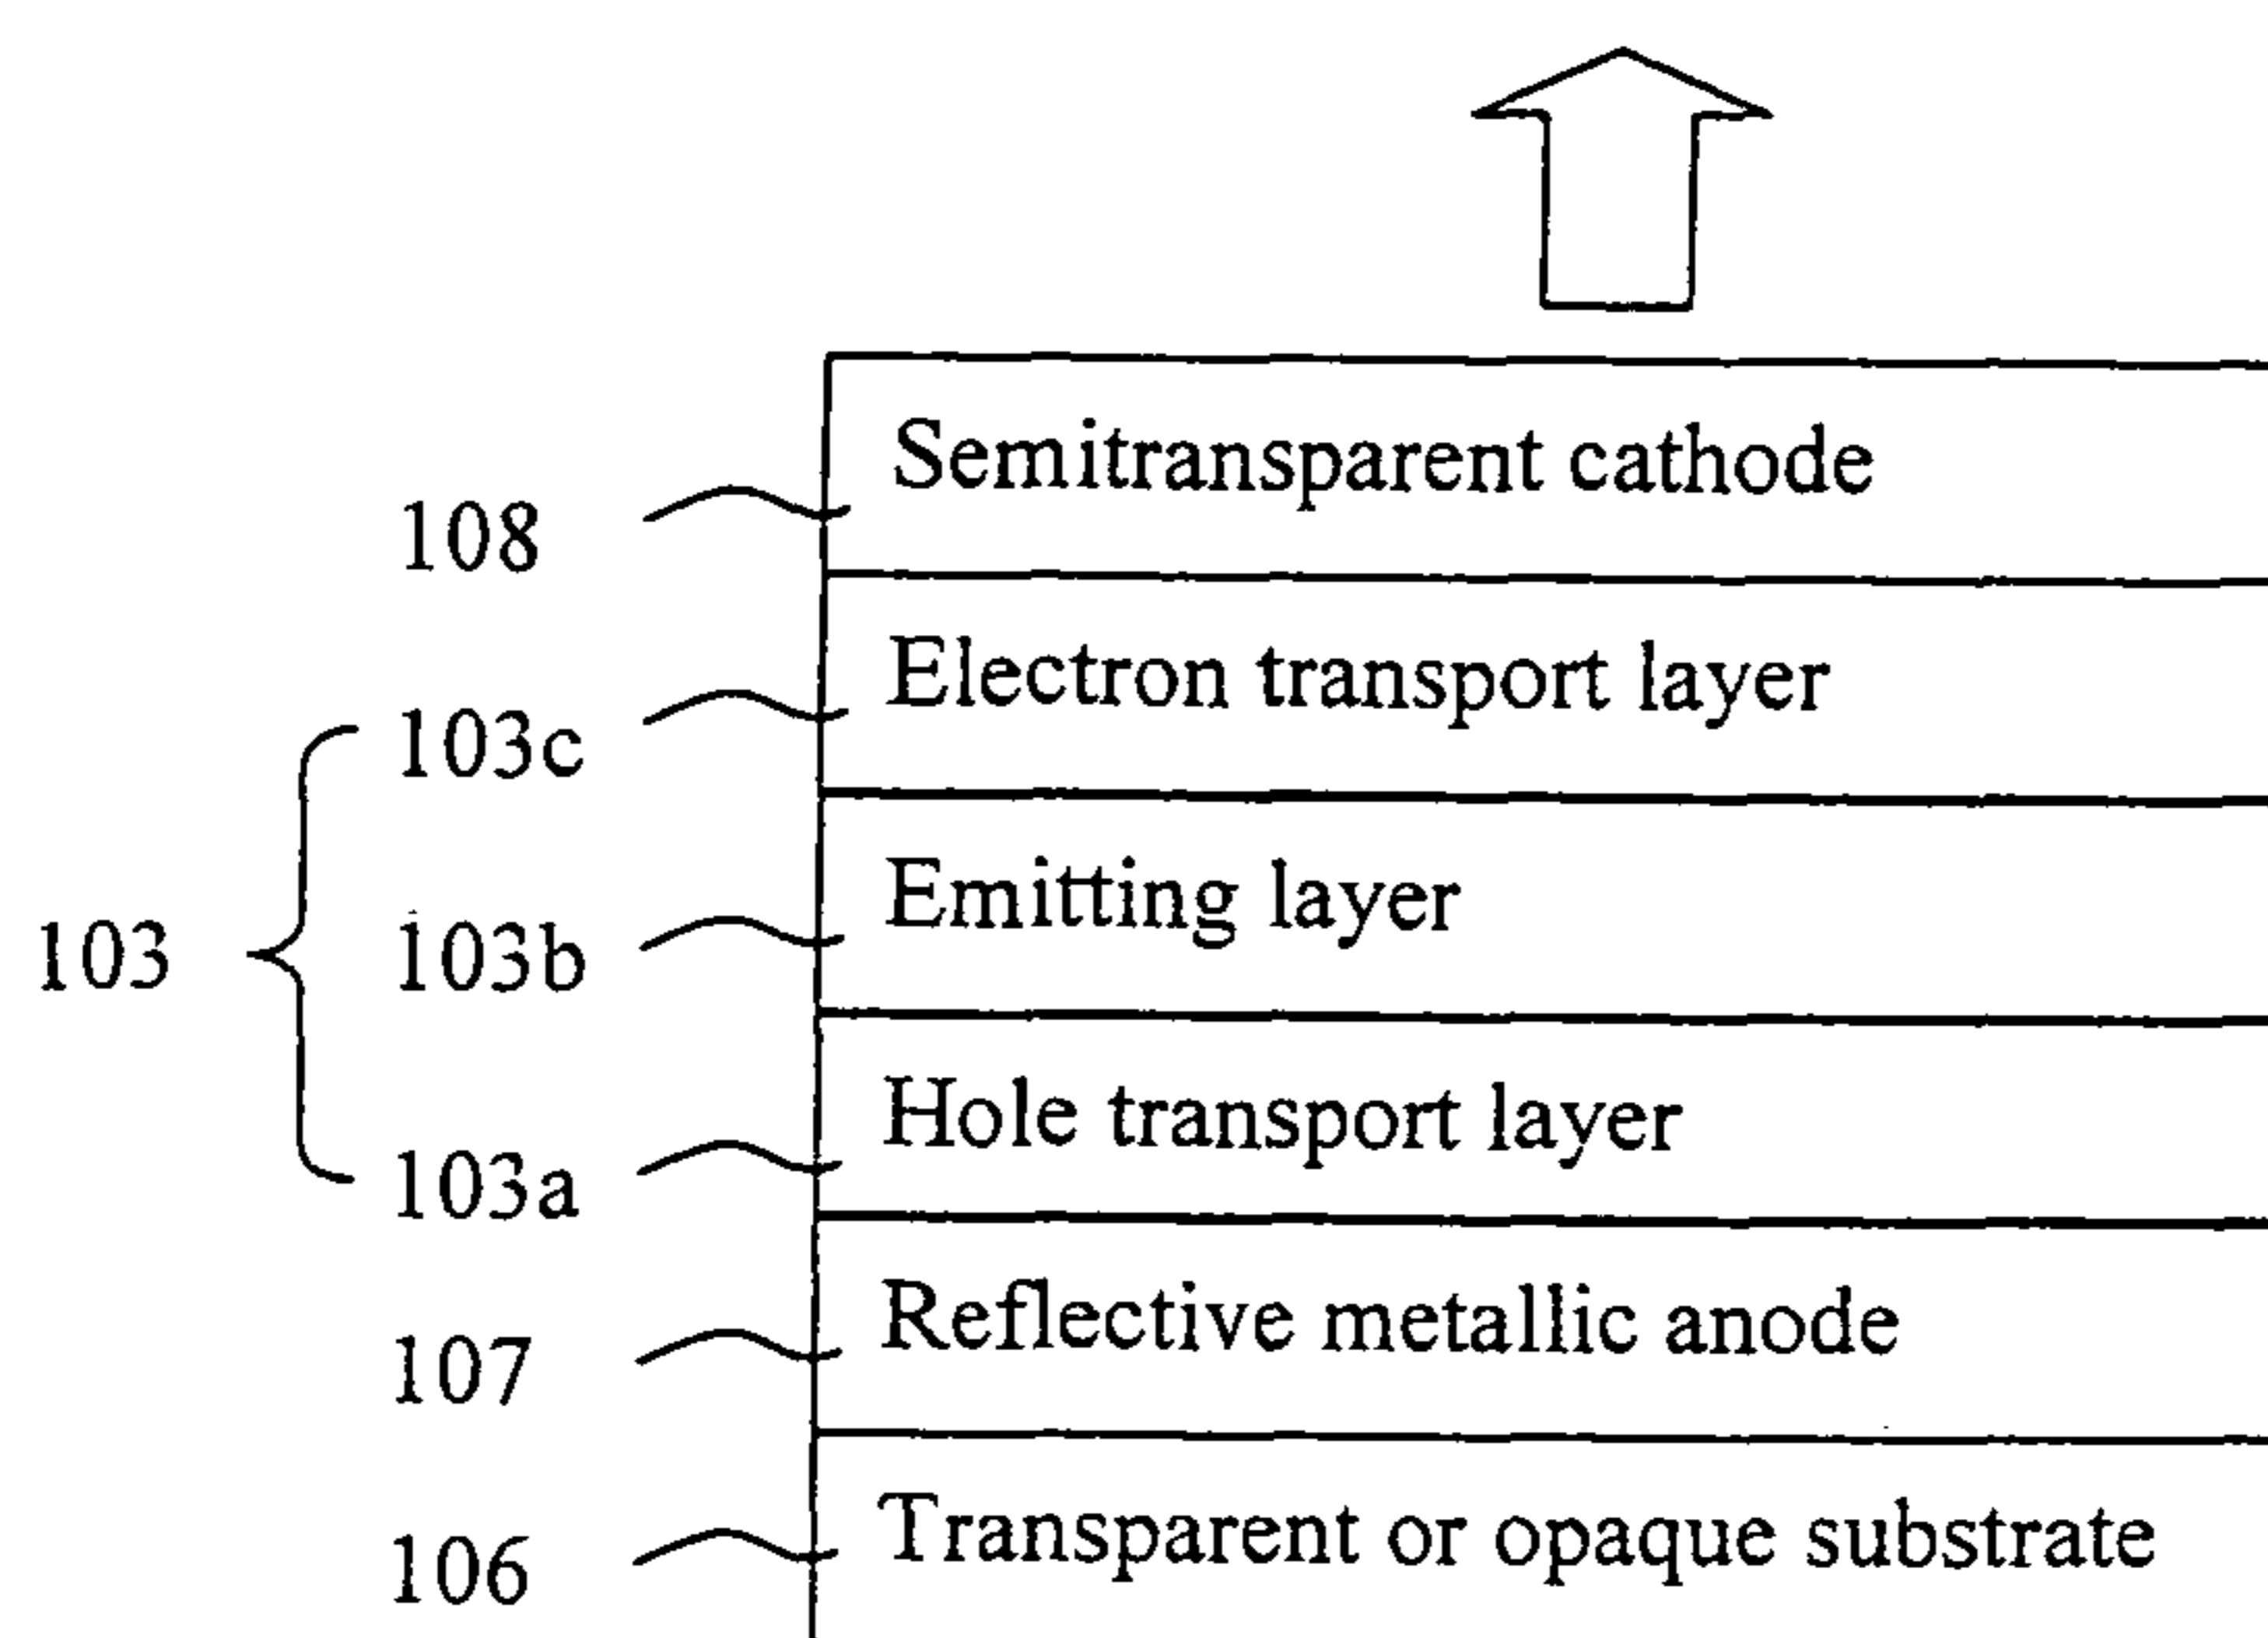 Semitransparent cathode
108
Electron transport layer
103c
Emitting layer
103
103b
Hole transport layer
103a
Reflective metallic anode
107
Transparent or opaque substrate
106